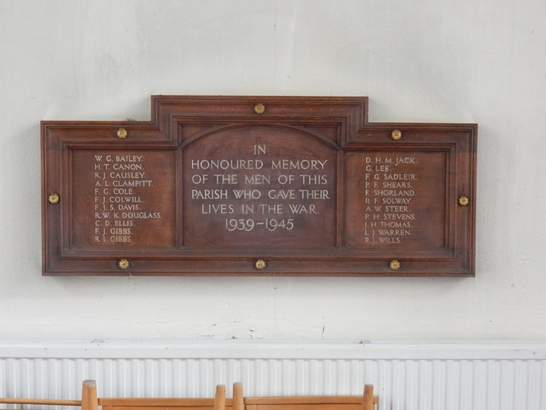 W. G. BAILEY.
H. T. CANON.
R. J. CAUSLEY.
A. L. CLAMPITT.
F. G. COLE.
F. J. COLWILL.
F. J. S. DAVIS.
R. W. K. DOUGLASS.
C. D. ELLIS.
F. J. GIBBS.
R. L. GIBBS.
IN
HONOURED MEMORY
OF THE MEN OF THIS
PARISH WHO GAVE THEIR
LIVES IN THE WAR.
1939-1945
D. H. M. JACK.
G. LEE.
F. G. SADLEIR.
P. F. SHEARS.
F. SHORLAND.
R. F. SOLWAY.
A. W. STEER.
P. H. STEVENS.
J. H. THOMAS.
L. J. WARREN.
R. J. WILLS.